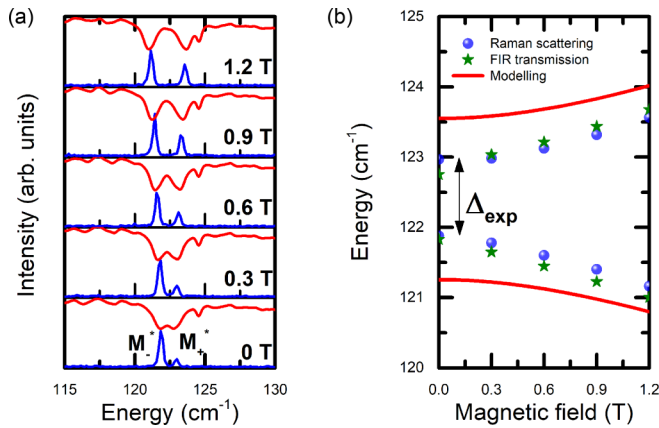 (a)
Intensity (arb. units)
1.2 T
0.9 T
0.6 T
0.3 T
M₋* M₊* 0 T
115 120 125 130
Energy (cm⁻¹)
(b)
Energy (cm⁻¹)
125
124
123
122
121
120
Raman scattering
FIR transmission
Modelling
Δexp
0.0 0.3 0.6 0.9 1.2
Magnetic field (T)